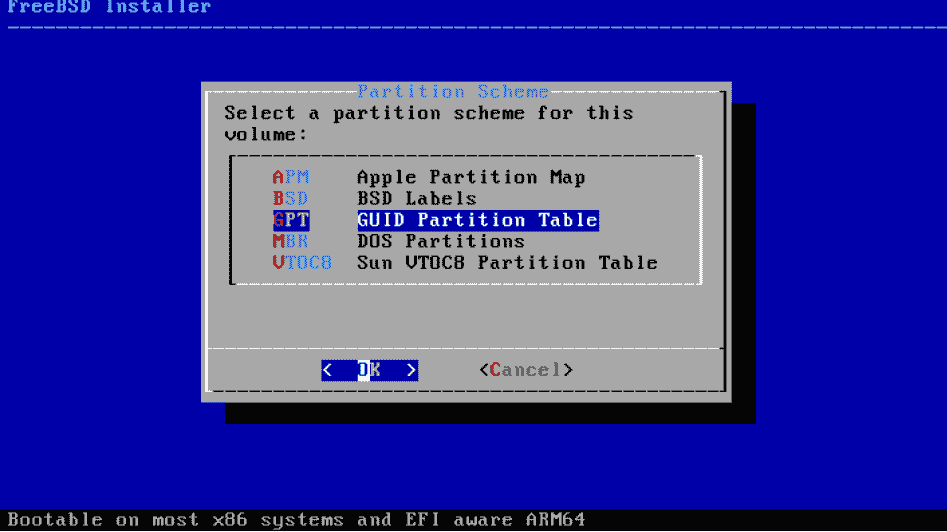 FreeBSD Installer
Partition Scheme
Select a partition scheme for this
volume:
APM Apple Partition Map
BSD BSD Labels
GPT GUID Partition Table
MBR DOS Partitions
VTOC8 Sun VTOC8 Partition Table
< OK > <Cancel>
Bootable on most x86 systems and EFI aware ARM64